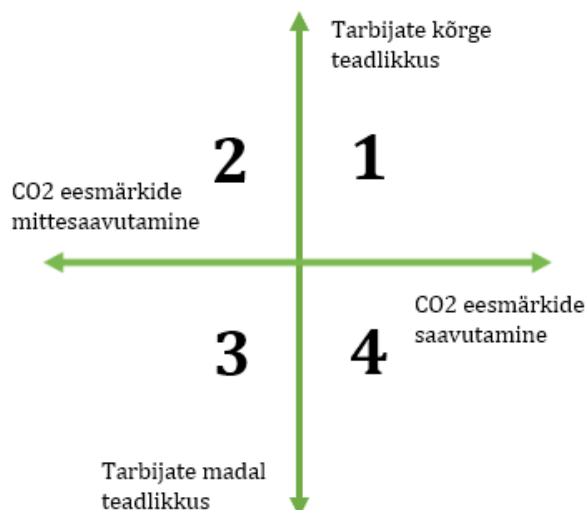 Tarbijate kõrge
teadlikkus
2
1
CO2 eesmärkide
mittesaavutamine
CO2 eesmärkide
saavutamine
3
4
Tarbijate madal
teadlikkus